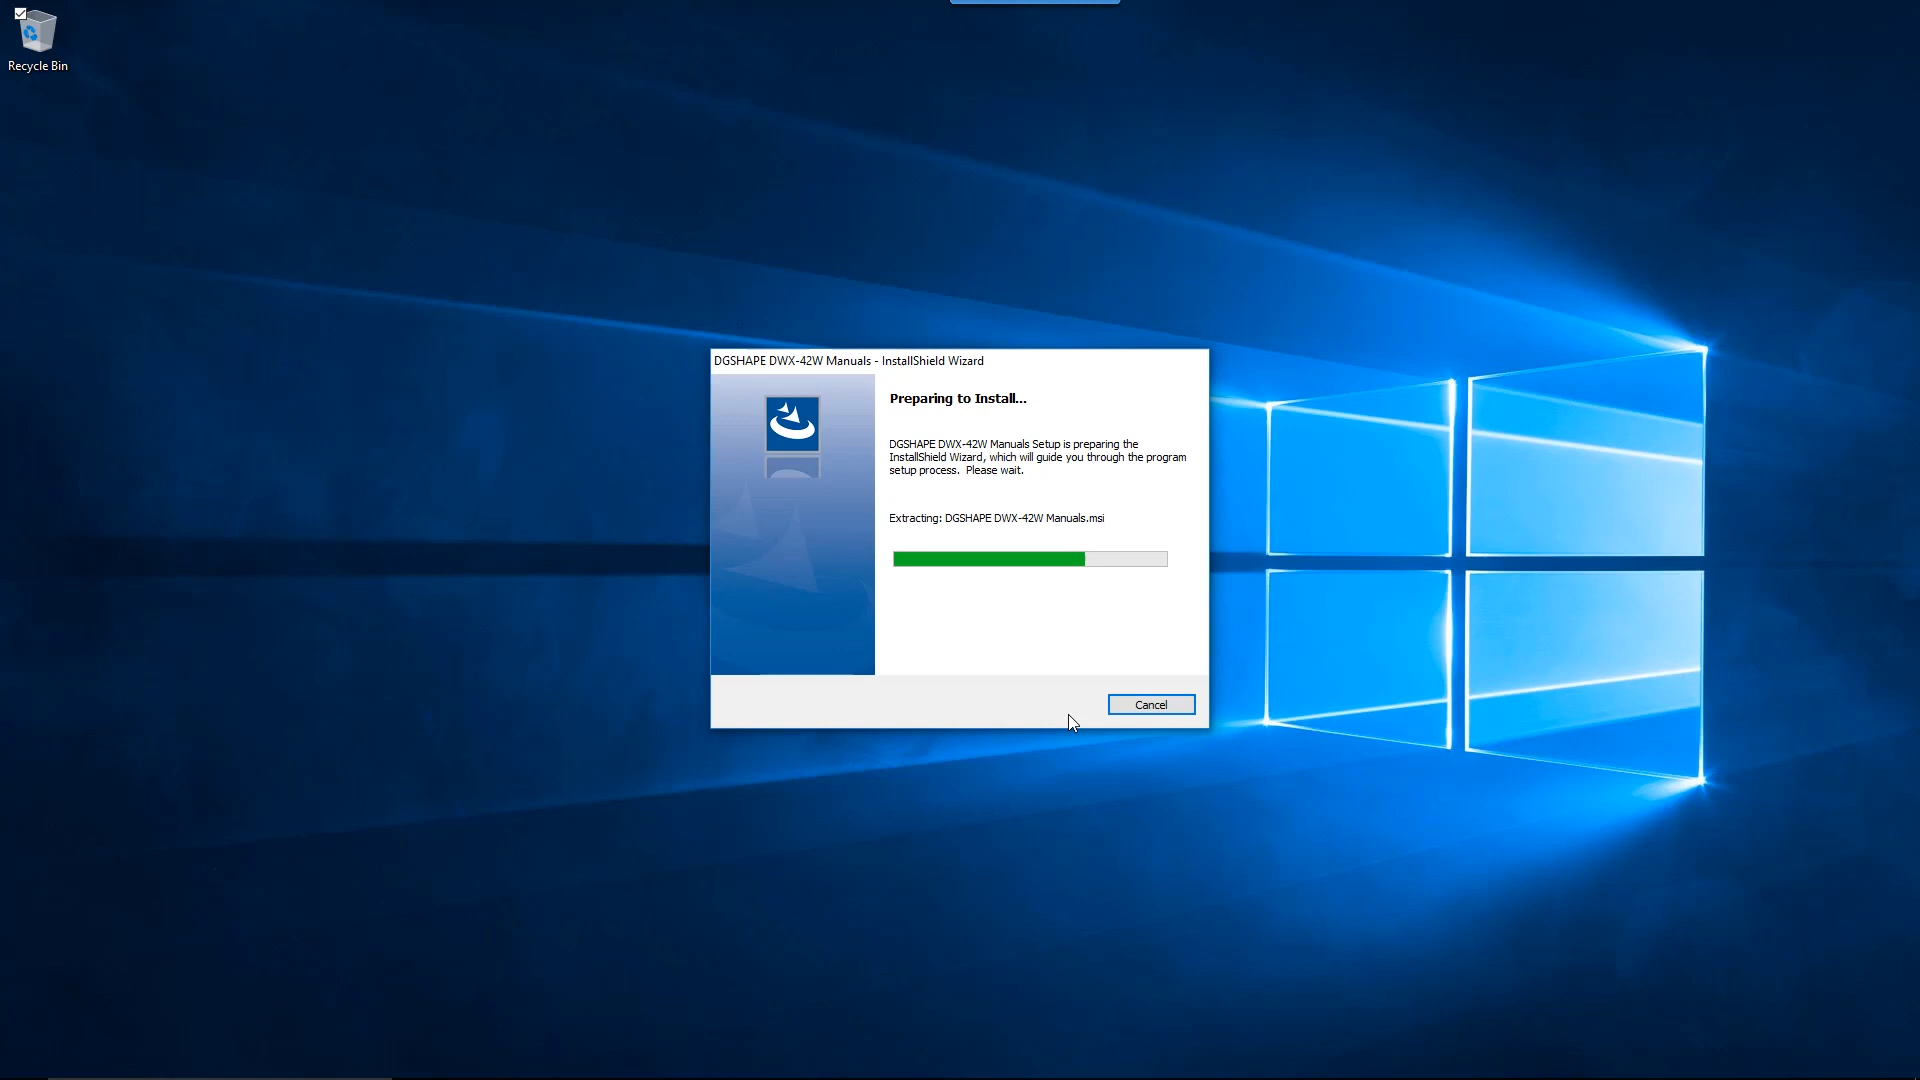 Recycle Bin
DGSHAPE DWX-42W Manuals - InstallShield Wizard
Preparing to Install...
DGSHAPE DWX-42W Manuals Setup is preparing the
InstallShield Wizard, which will guide you through the program
setup process.  Please wait.
Extracting: DGSHAPE DWX-42W Manuals.msi
Cancel